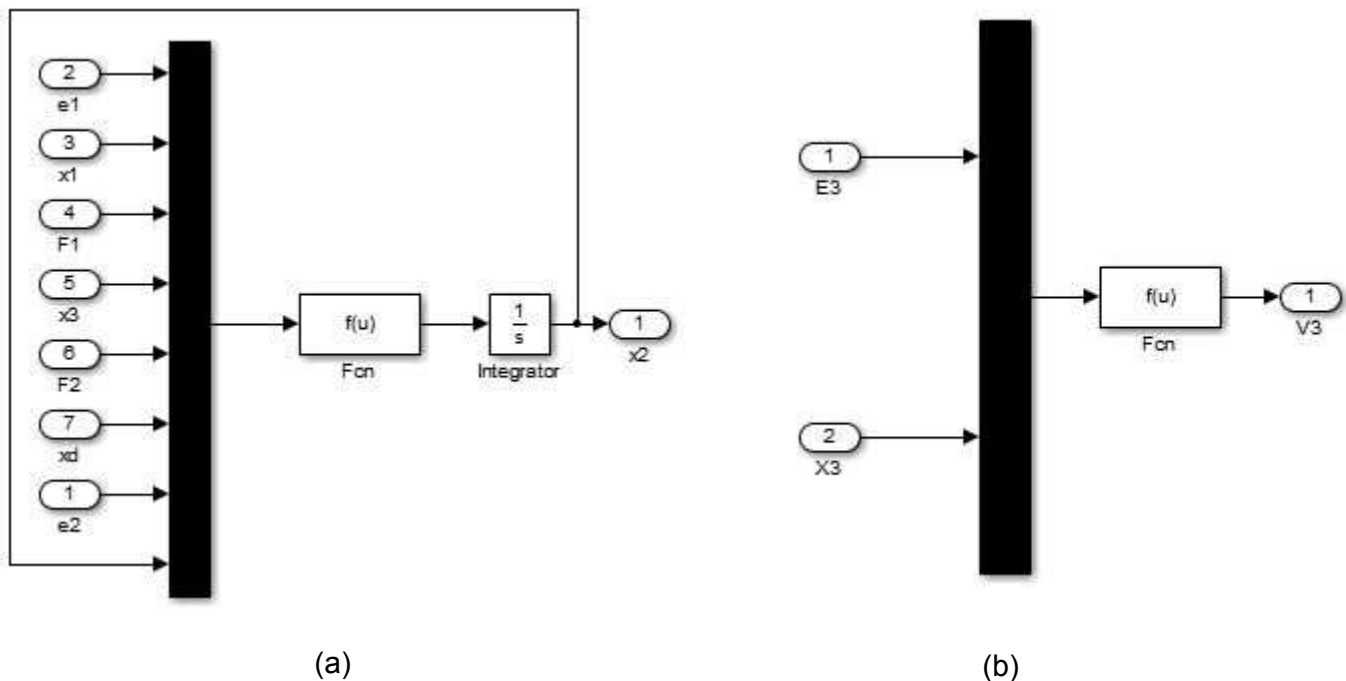 2
e1
3
x1
4
F1
5
x3
6
F2
7
xd
1
e2
f(u)
Fcn
1
s
Integrator
1
x2
(a)
1
E3
2
X3
f(u)
Fcn
1
V3
(b)